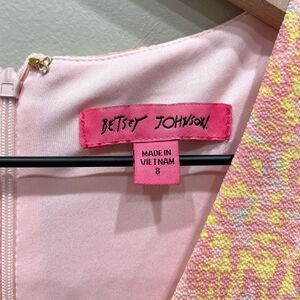 BETSEY JOHNSON.
MADE IN
VIETNAM
8